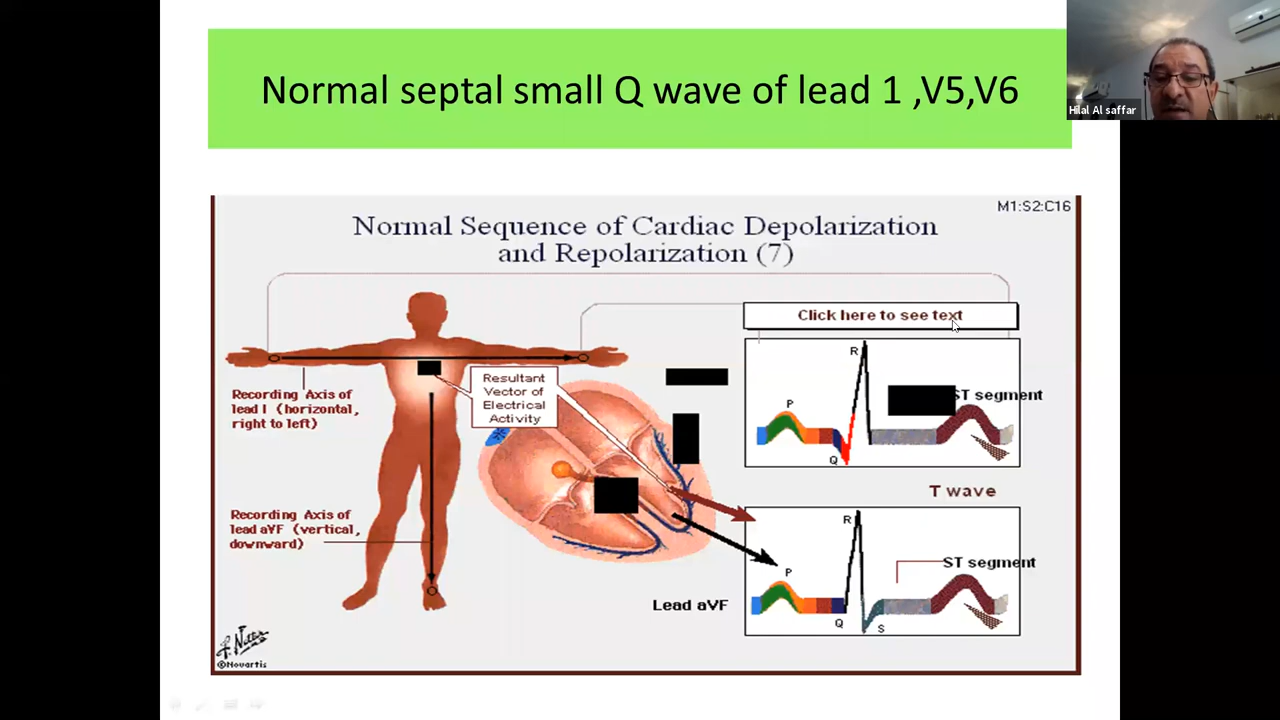 Normal septal small Q wave of lead 1 ,V5,V6
Hilal Al saffar
M1:S2:C16
Normal Sequence of Cardiac Depolarization
and Repolarization (7)
Click here to see text
Resultant
Vector of
Electrical
Activity
Recording Axis of
lead I (horizontal,
right to left)
R
P
Q
ST segment
T wave
Recording Axis of
lead aVF (vertical,
downward)
Lead aVF
R
P
Q
S
ST segment
©Novartis